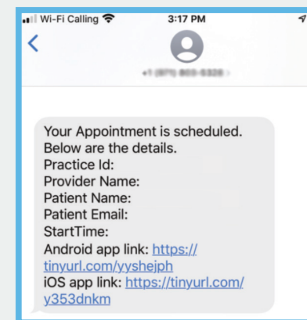 Wi-Fi Calling 3:17 PM
Your Appointment is scheduled.
Below are the details.
Practice Id:
Provider Name:
Patient Name:
Patient Email:
StartTime:
Android app link: https://
tinyurl.com/yyshejph
iOS app link: https://tinyurl.com/
y353dnkm